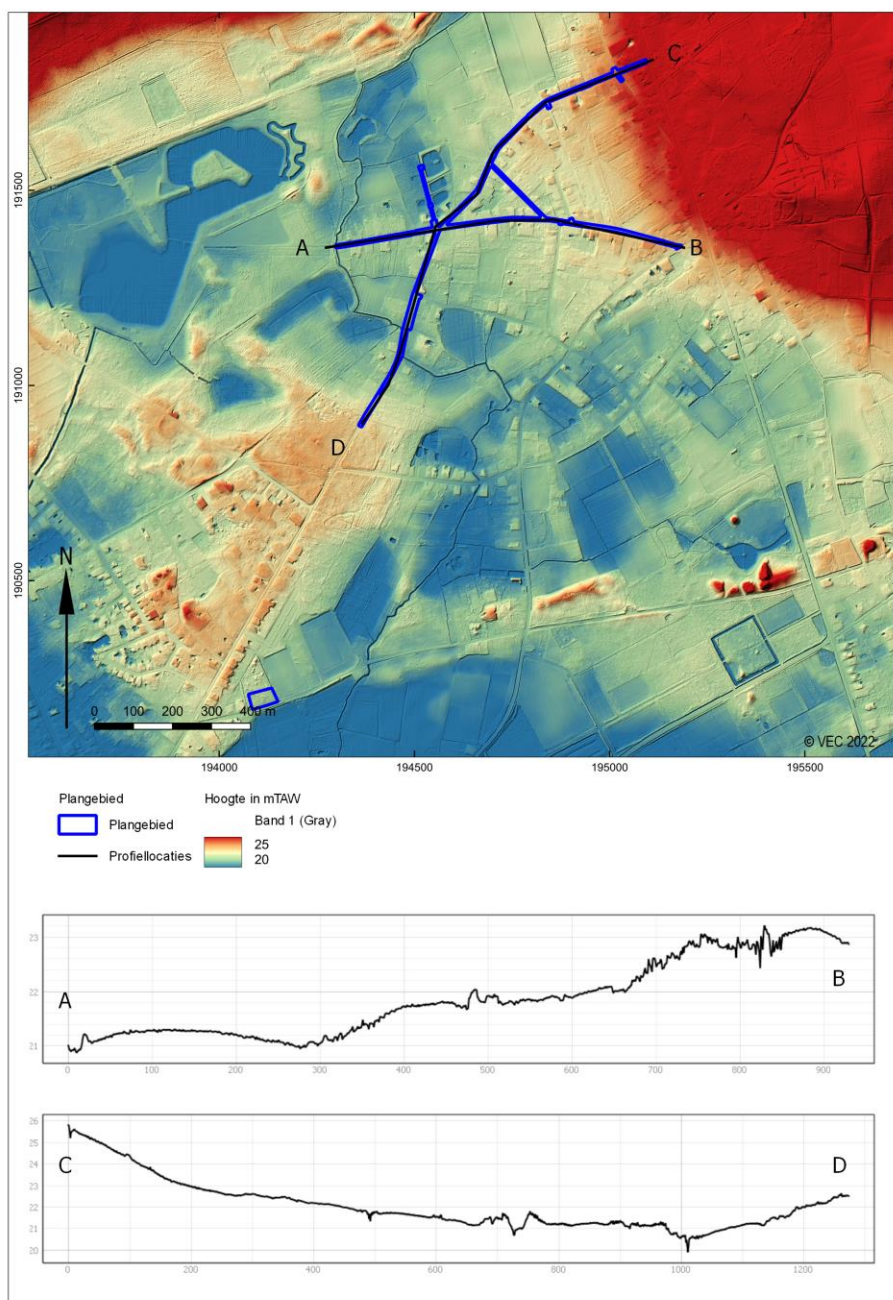 C
191500
A
B
191000
D
N
190500
0 100 200 300 400 m
© VEC 2022
194000 194500 195000 195500
Plangebied
Plangebied
Profiellocaties
Hoogte in mTAW
Band 1 (Gray)
25
20
23
22
21
A
B
0 100 200 300 400 500 600 700 800 900
26
25
24
23
22
21
20
C
D
0 200 400 600 800 1000 1200